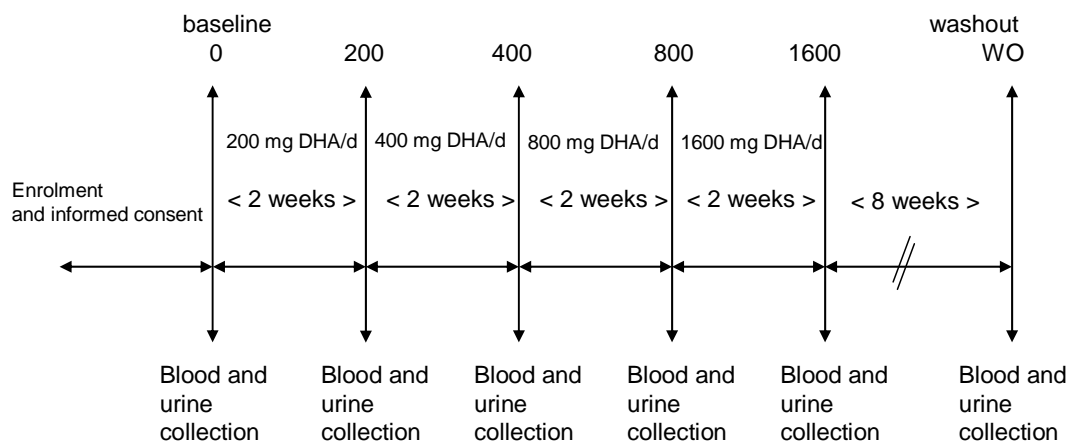 baseline washout
0 200 400 800 1600 WO
200 mg DHA/d 400 mg DHA/d 800 mg DHA/d 1600 mg DHA/d
Enrolment
and informed consent
< 2 weeks > < 2 weeks > < 2 weeks > < 2 weeks > < 8 weeks >
Blood and Blood and Blood and Blood and Blood and Blood and
urine urine urine urine urine urine
collection collection collection collection collection collection